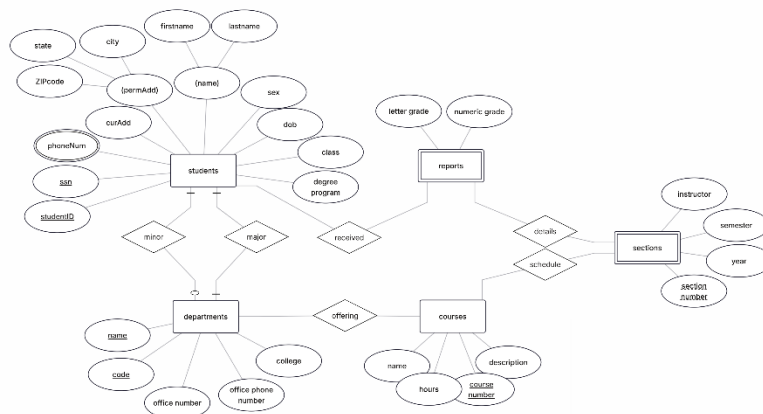 firstname
lastname
city
state
ZIPcode
(permAdd)
(name)
sex
letter grade
numeric grade
curAdd
dob
phoneNum
class
students
reports
ssn
degree
program
instructor
studentID
semester
minor
major
received
details
sections
year
schedule
section
number
departments
offering
courses
name
college
name
description
code
hours
course
number
office number
office phone
number